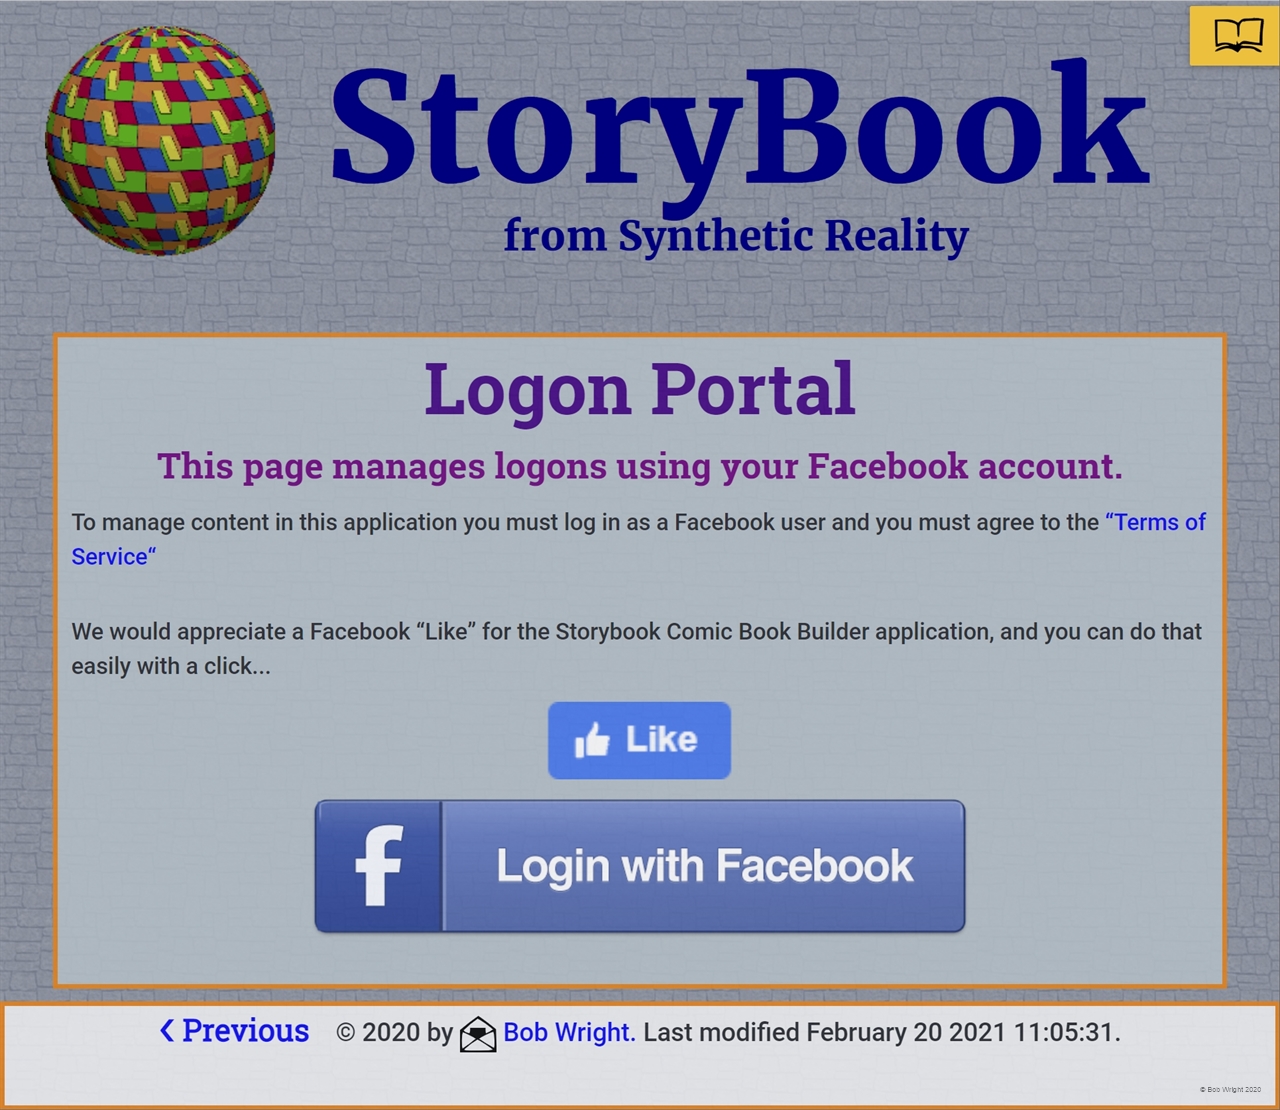 StoryBook
from Synthetic Reality
Logon Portal
This page manages logons using your Facebook account.
To manage content in this application you must log in as a Facebook user and you must agree to the “Terms of
Service“
We would appreciate a Facebook “Like” for the Storybook Comic Book Builder application, and you can do that
easily with a click...
Like
f Login with Facebook
Previous © 2020 by Bob Wright. Last modified February 20 2021 11:05:31.
© Bob Wright 2020